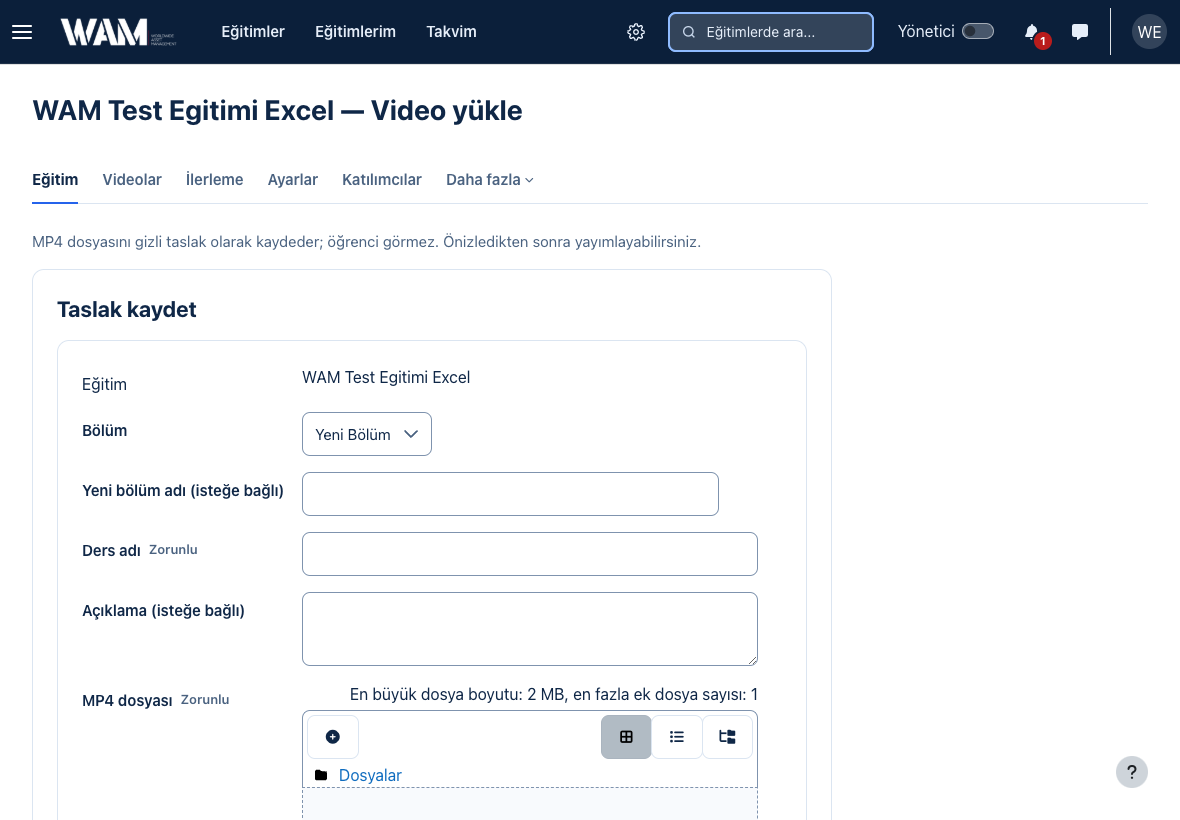 WAM WORLDWIDE ASSET MANAGEMENT
Eğitimler Eğitimlerim Takvim
Eğitimlerde ara...
Yönetici
1
WE
WAM Test Egitimi Excel — Video yükle
Eğitim Videolar İlerleme Ayarlar Katılımcılar Daha fazla
MP4 dosyasını gizli taslak olarak kaydeder; öğrenci görmez. Önizledikten sonra yayımlayabilirsiniz.
Taslak kaydet
Eğitim
WAM Test Egitimi Excel
Bölüm
Yeni Bölüm
Yeni bölüm adı (isteğe bağlı)
Ders adı Zorunlu
Açıklama (isteğe bağlı)
MP4 dosyası Zorunlu
En büyük dosya boyutu: 2 MB, en fazla ek dosya sayısı: 1
Dosyalar
?